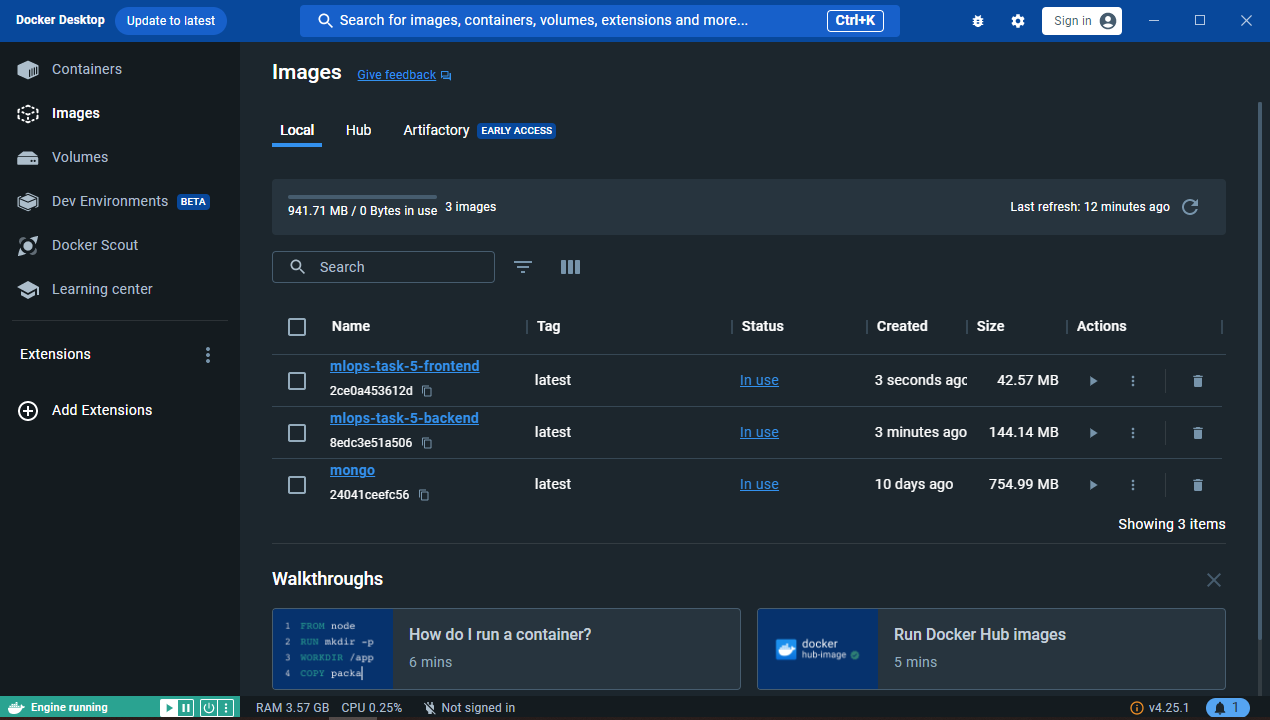 Docker Desktop Update to latest Search for images, containers, volumes, extensions and more... Ctrl+K Sign in
Containers
Images
Volumes
Dev Environments BETA
Docker Scout
Learning center
Extensions
Add Extensions
Images Give feedback
Local Hub Artifactory EARLY ACCESS
941.71 MB / 0 Bytes in use 3 images Last refresh: 12 minutes ago
Search
Name Tag Status Created Size Actions
mlops-task-5-frontend latest In use 3 seconds ago 42.57 MB
2ce0a453612d
mlops-task-5-backend latest In use 3 minutes ago 144.14 MB
8edc3e51a506
mongo latest In use 10 days ago 754.99 MB
24041ceefc56
Showing 3 items
Walkthroughs
1 FROM node
2 RUN mkdir -p
3 WORKDIR /app
4 COPY packa
How do I run a container?
6 mins
docker
hub-image
Run Docker Hub images
5 mins
Engine running RAM 3.57 GB CPU 0.25% Not signed in v4.25.1 1